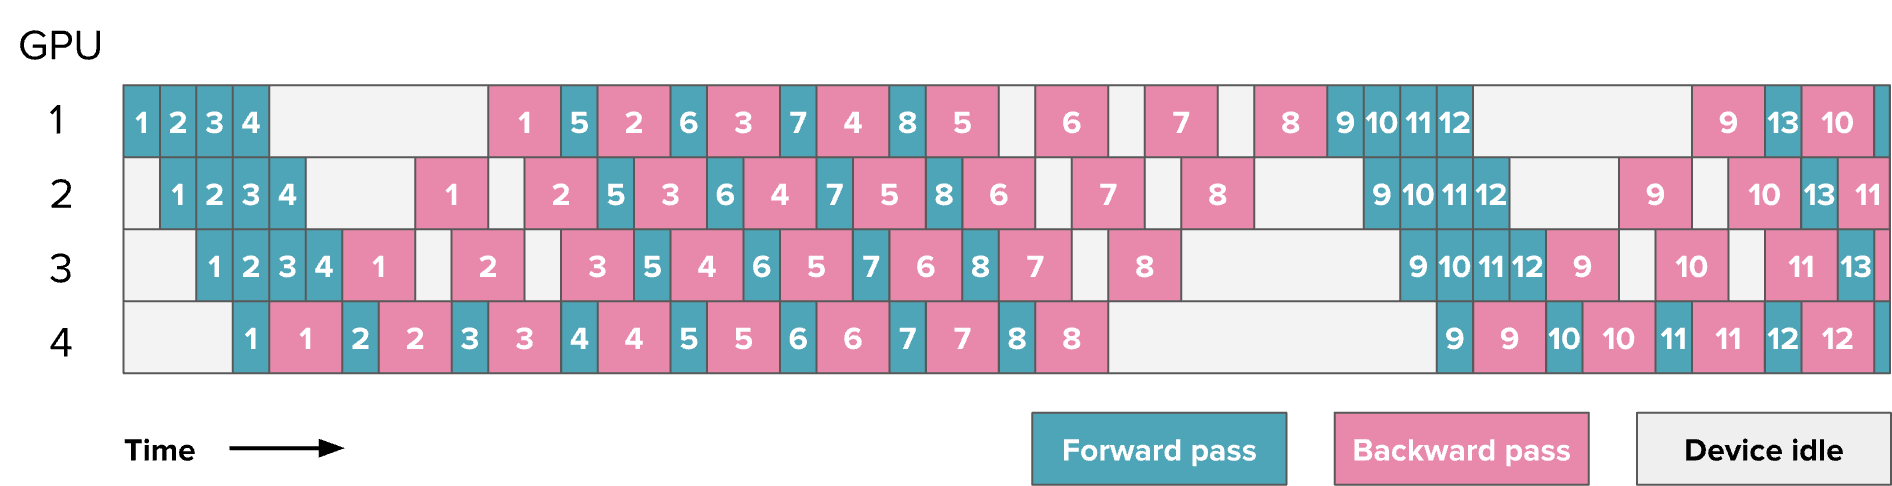 GPU
1 1 2 3 4 1 5 2 6 3 7 4 8 5 6 7 8 9 10 11 12 9 13 10
2 1 2 3 4 1 2 5 3 6 4 7 5 8 6 7 8 9 10 11 12 9 10 13 11
3 1 2 3 4 1 2 3 5 4 6 5 7 6 8 7 8 9 10 11 12 9 10 11 13
4 1 1 2 2 3 3 4 4 5 5 6 6 7 7 8 8 9 9 10 10 11 11 12 12
Time Forward pass Backward pass Device idle